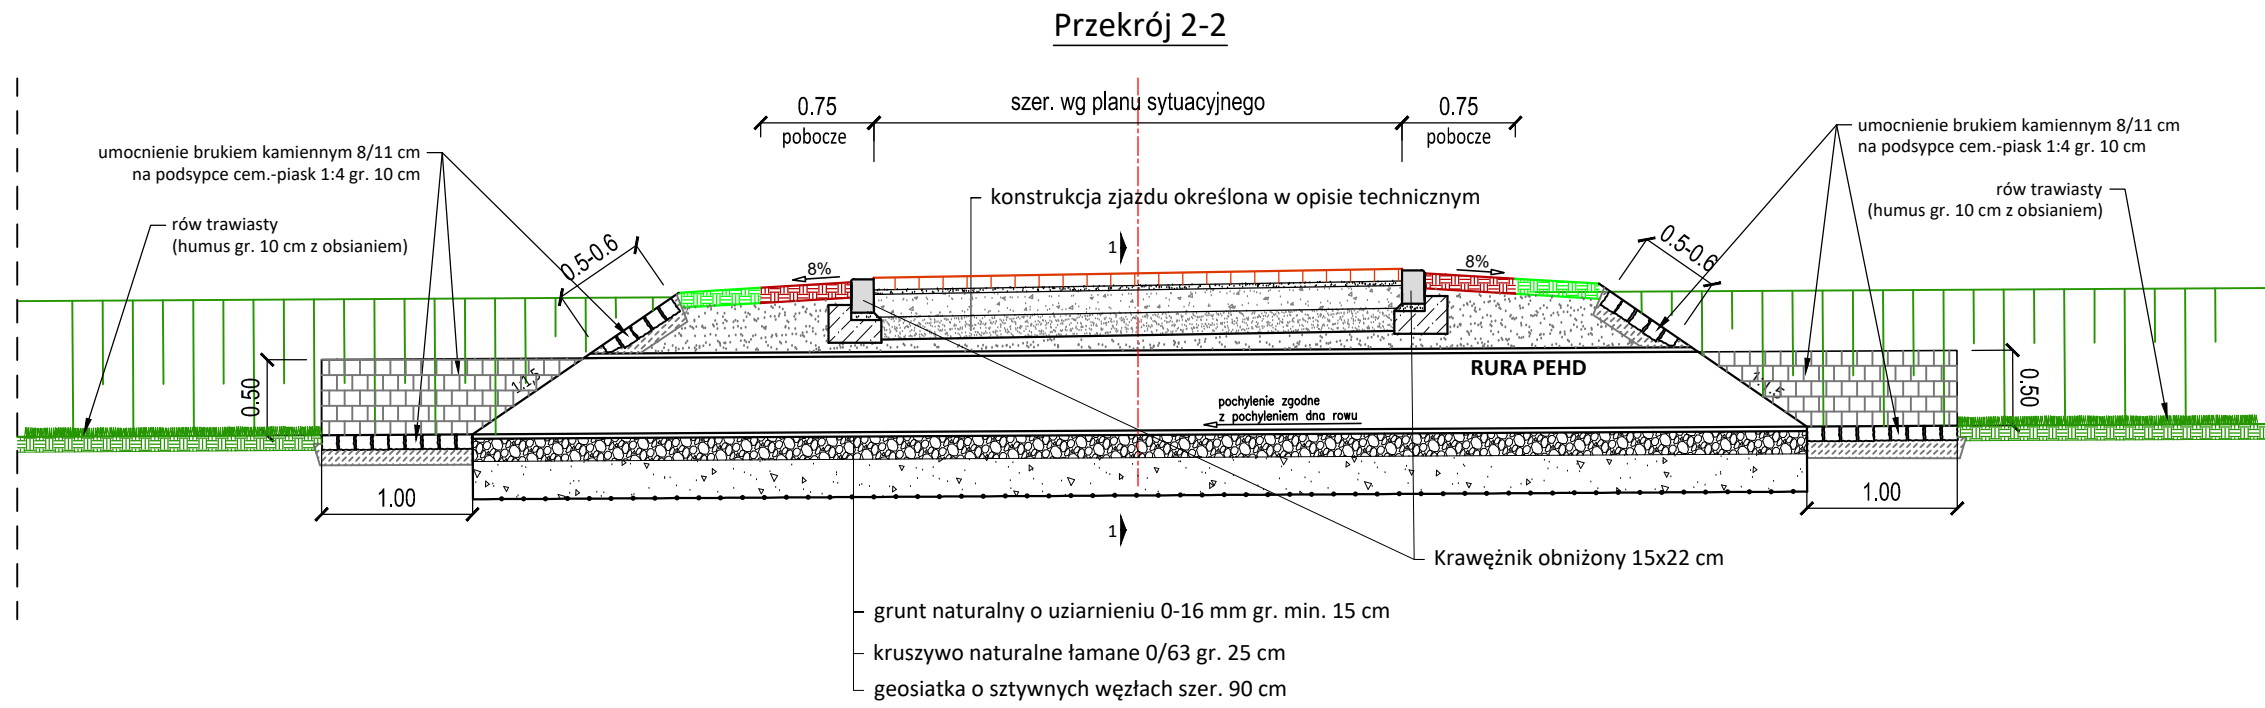 Przekrój 2-2
0.75
pobocze
szer. wg planu sytuacyjnego
0.75
pobocze
umocnienie brukiem kamiennym 8/11 cm
na podsypce cem.-piask 1:4 gr. 10 cm
umocnienie brukiem kamiennym 8/11 cm
na podsypce cem.-piask 1:4 gr. 10 cm
rów trawiasty
(humus gr. 10 cm z obsianiem)
rów trawiasty
(humus gr. 10 cm z obsianiem)
konstrukcja zjazdu określona w opisie technicznym
0.5-0.6
8%
1
8%
0.5-0.6
0.50
1:1,5
RURA PEHD
1:1,5
0.50
pochylenie zgodne
z pochyleniem dna rowu
1.00
1.00
1
Krawężnik obniżony 15x22 cm
grunt naturalny o uziarnieniu 0-16 mm gr. min. 15 cm
kruszywo naturalne łamane 0/63 gr. 25 cm
geosiatka o sztywnych węzłach szer. 90 cm